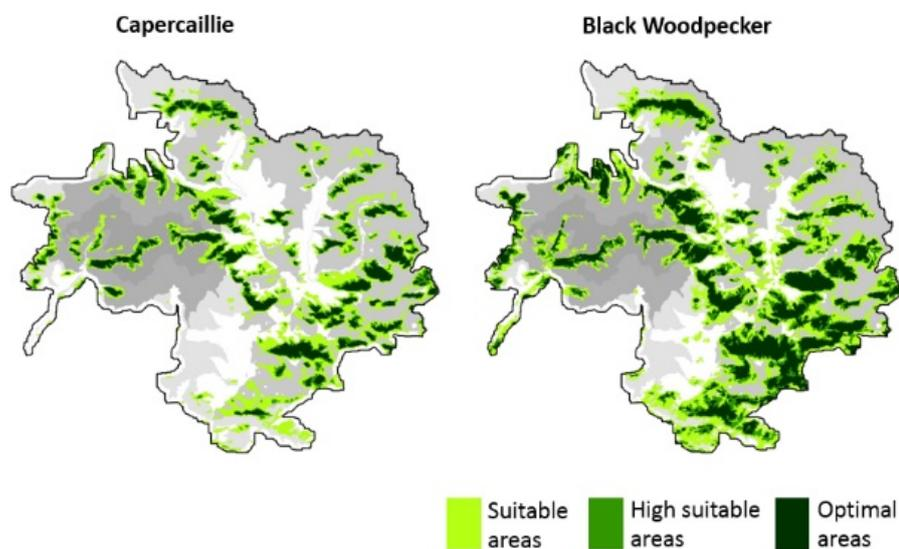 Capercaillie
Black Woodpecker
Suitable
areas
High suitable
areas
Optimal
areas